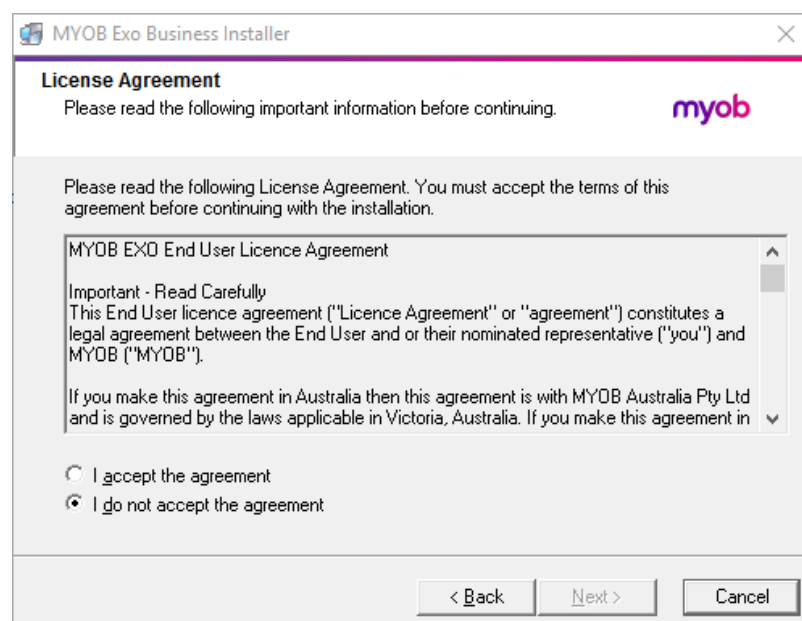 MYOB Exo Business Installer
License Agreement
Please read the following important information before continuing.
myob
Please read the following License Agreement. You must accept the terms of this
agreement before continuing with the installation.
MYOB EXO End User Licence Agreement
Important - Read Carefully
This End User licence agreement ("Licence Agreement" or "agreement") constitutes a
legal agreement between the End User and or their nominated representative ("you") and
MYOB ("MYOB").
If you make this agreement in Australia then this agreement is with MYOB Australia Pty Ltd
and is governed by the laws applicable in Victoria, Australia. If you make this agreement in
I accept the agreement
I do not accept the agreement
< Back
Next >
Cancel